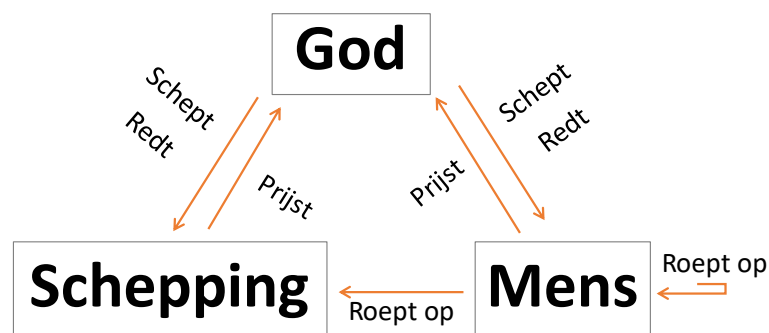 God
Schept
Redt
Prijst
Schept
Redt
Prijst
Schepping
Roept op
Mens
Roept op